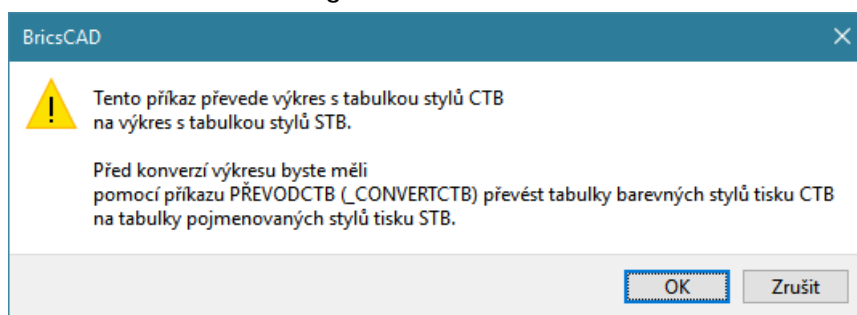 BricsCAD
Tento příkaz převede výkres s tabulkou stylů CTB
na výkres s tabulkou stylů STB.
Před konverzí výkresu byste měli
pomocí příkazu PŘEVODCTB (_CONVERTCTB) převést tabulky barevných stylů tisku CTB
na tabulky pojmenovaných stylů tisku STB.
OK Zrušit